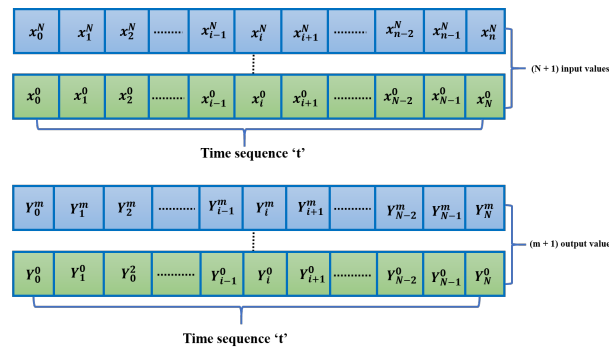 x_0^N x_1^N x_2^N .......... x_{i-1}^N x_i^N x_{i+1}^N .......... x_{n-2}^N x_{n-1}^N x_n^N
(N + 1) input values
x_0^0 x_1^0 x_2^0 .......... x_{i-1}^0 x_i^0 x_{i+1}^0 .......... x_{N-2}^0 x_{N-1}^0 x_N^0
Time sequence ‘t’
Y_0^m Y_1^m Y_2^m .......... Y_{i-1}^m Y_i^m Y_{i+1}^m .......... Y_{N-2}^m Y_{N-1}^m Y_N^m
(m + 1) output value
Y_0^0 Y_1^0 Y_0^2 .......... Y_{i-1}^0 Y_i^0 Y_{i+1}^0 .......... Y_{N-2}^0 Y_{N-1}^0 Y_N^0
Time sequence ‘t’